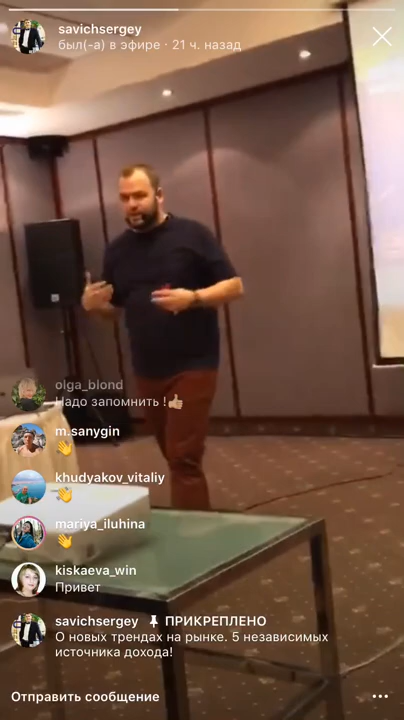 savichsergey
был(-а) в эфире · 21 ч. назад
olga_blond
Надо запомнить !👍🏻
m.sanygin
👋
khudyakov_vitaliy
👋
mariya_iluhina
👋
kiskaeva_win
Привет
savichsergey 📌 ПРИКРЕПЛЕНО
О новых трендах на рынке. 5 независимых
источника дохода!
Отправить сообщение